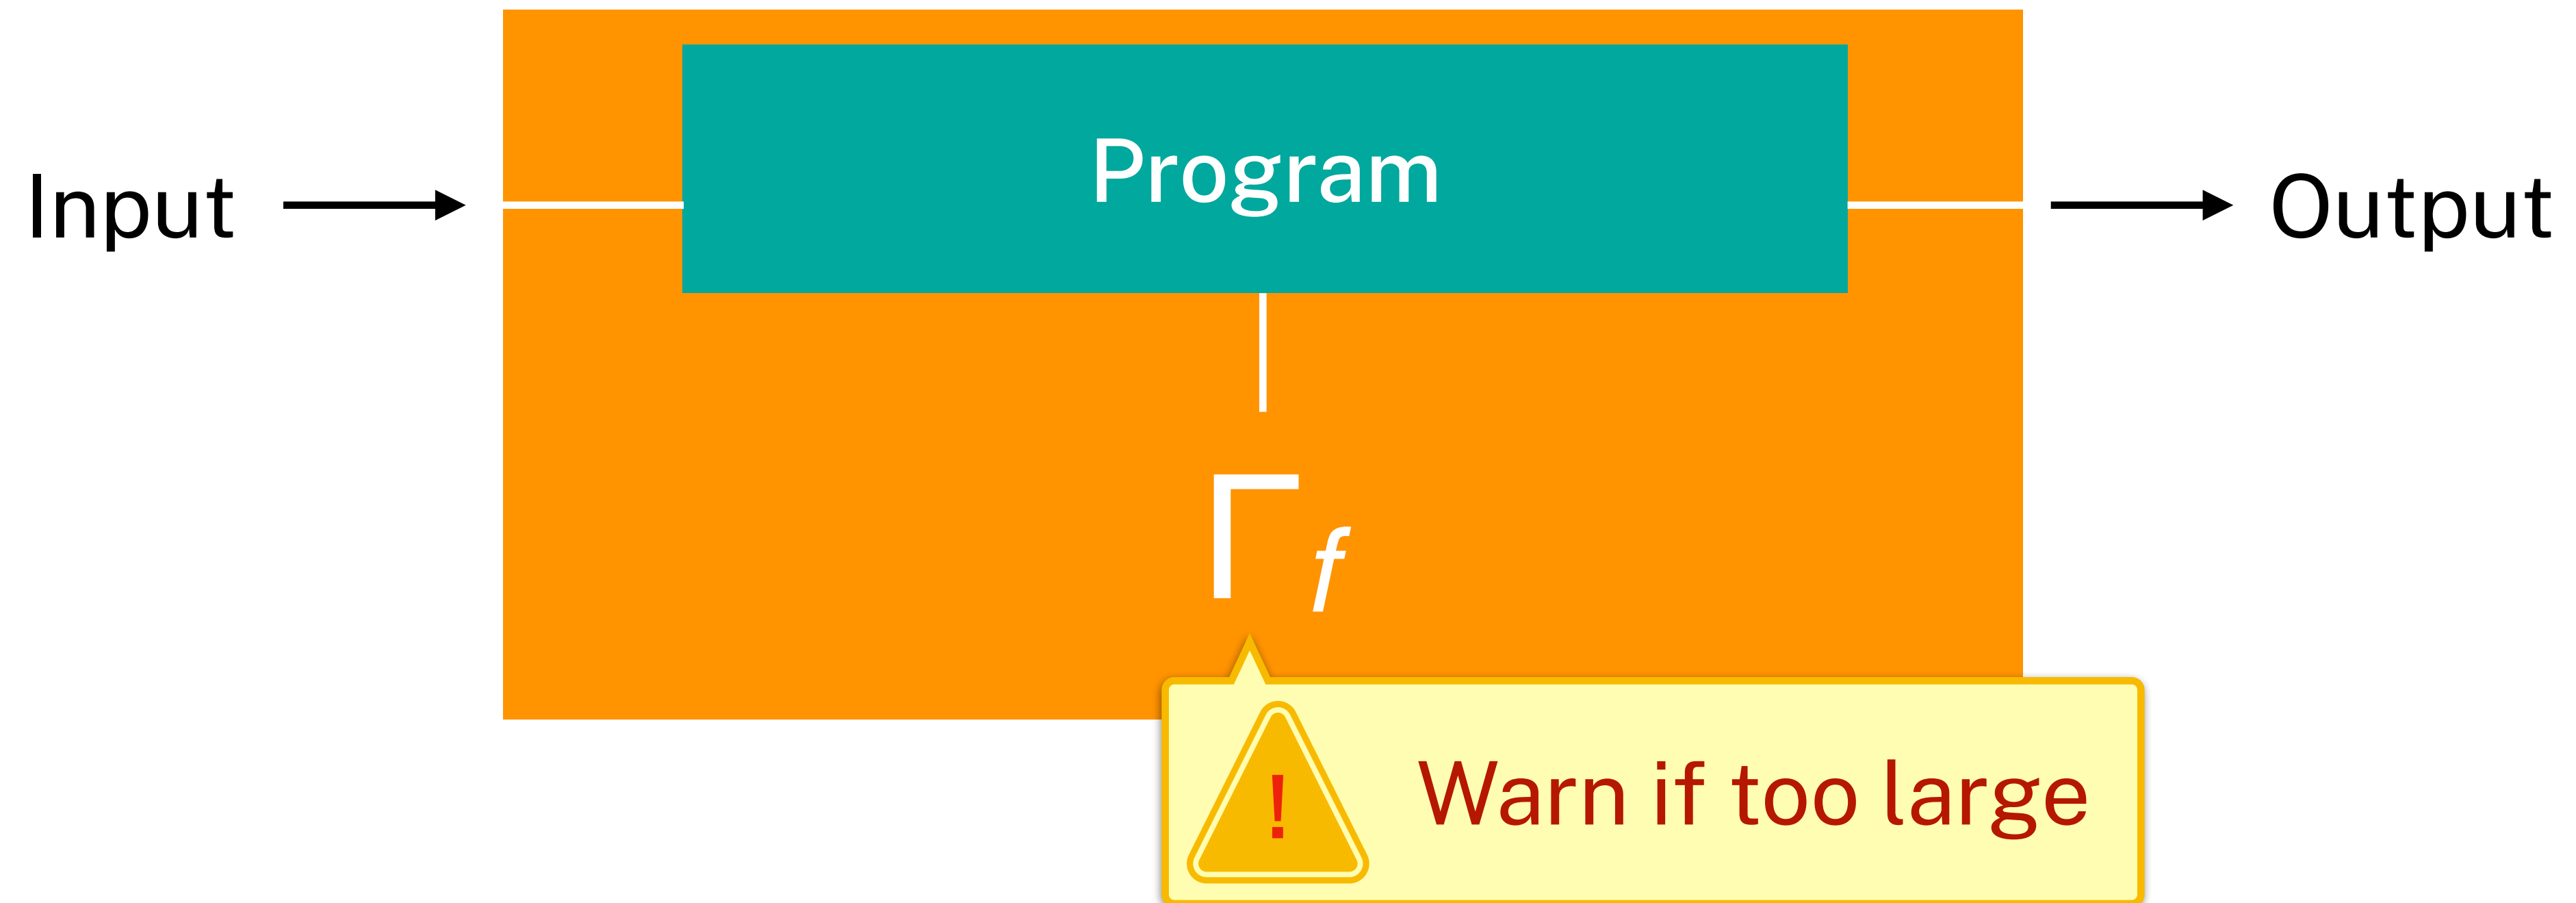 Program
Input
Output
Γf
!
Warn if too large